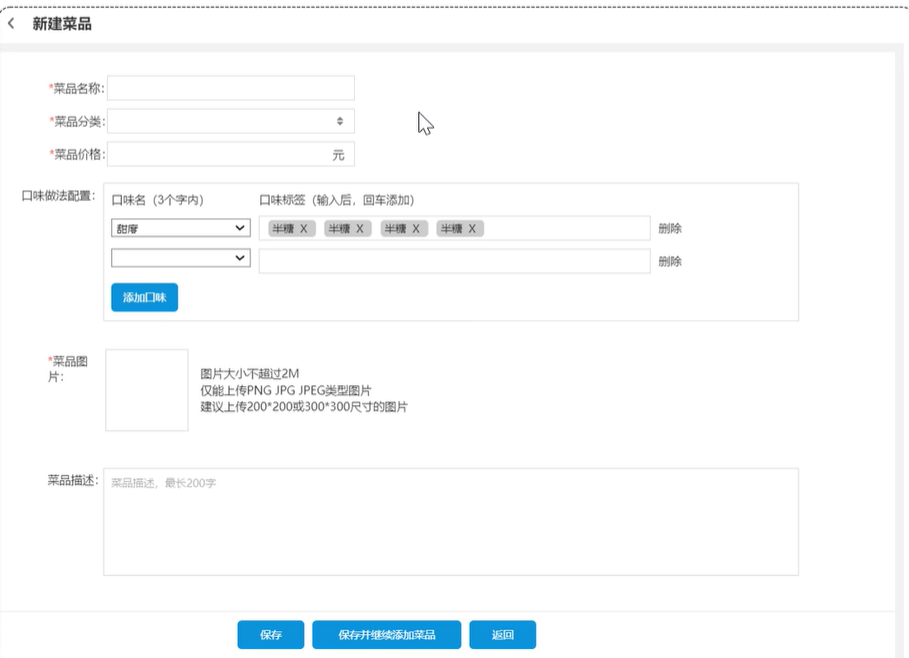 新建菜品
*菜品名称:
*菜品分类:
*菜品价格: 元
口味做法配置: 口味名（3个字内） 口味标签（输入后，回车添加）
甜度 半糖 X 半糖 X 半糖 X 半糖 X 删除
删除
添加口味
*菜品图
片:
图片大小不超过2M
仅能上传PNG JPG JPEG类型图片
建议上传200*200或300*300尺寸的图片
菜品描述: 菜品描述，最长200字
保存 保存并继续添加菜品 返回